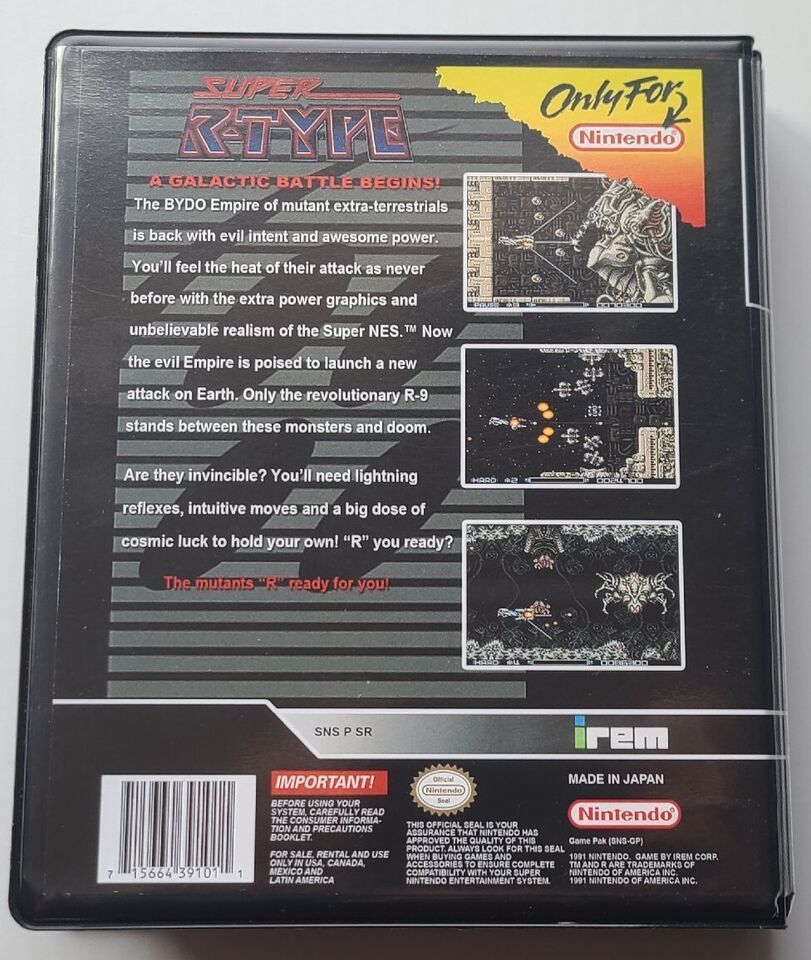 SUPER
R-TYPE
Only For
Nintendo
A GALACTIC BATTLE BEGINS!
The BYDO Empire of mutant extra-terrestrials
is back with evil intent and awesome power.
You'll feel the heat of their attack as never
before with the extra power graphics and
unbelievable realism of the Super NES.™ Now
the evil Empire is poised to launch a new
attack on Earth. Only the revolutionary R-9
stands between these monsters and doom.
Are they invincible? You'll need lightning
reflexes, intuitive moves and a big dose of
cosmic luck to hold your own! “R” you ready?
The mutants “R” ready for you!
PAUSE
HARD 2 0024700
HARD
SNS P SR
irem
7 15664 39101 1
IMPORTANT!
BEFORE USING YOUR
SYSTEM, CAREFULLY READ
THE CONSUMER INFORMA-
TION AND PRECAUTIONS
BOOKLET.
FOR SALE, RENTAL AND USE
ONLY IN USA, CANADA,
MEXICO AND
LATIN AMERICA
Official
Nintendo
Seal
THIS OFFICIAL SEAL IS YOUR
ASSURANCE THAT NINTENDO HAS
APPROVED THE QUALITY OF THIS
PRODUCT. ALWAYS LOOK FOR THIS SEAL
WHEN BUYING GAMES AND
ACCESSORIES TO ENSURE COMPLETE
COMPATIBILITY WITH YOUR SUPER
NINTENDO ENTERTAINMENT SYSTEM.
MADE IN JAPAN
Nintendo®
Game Pak (SNS-GP)
1991 NINTENDO. GAME BY IREM CORP.
TM AND R ARE TRADEMARKS OF
NINTENDO OF AMERICA INC.
1991 NINTENDO OF AMERICA INC.